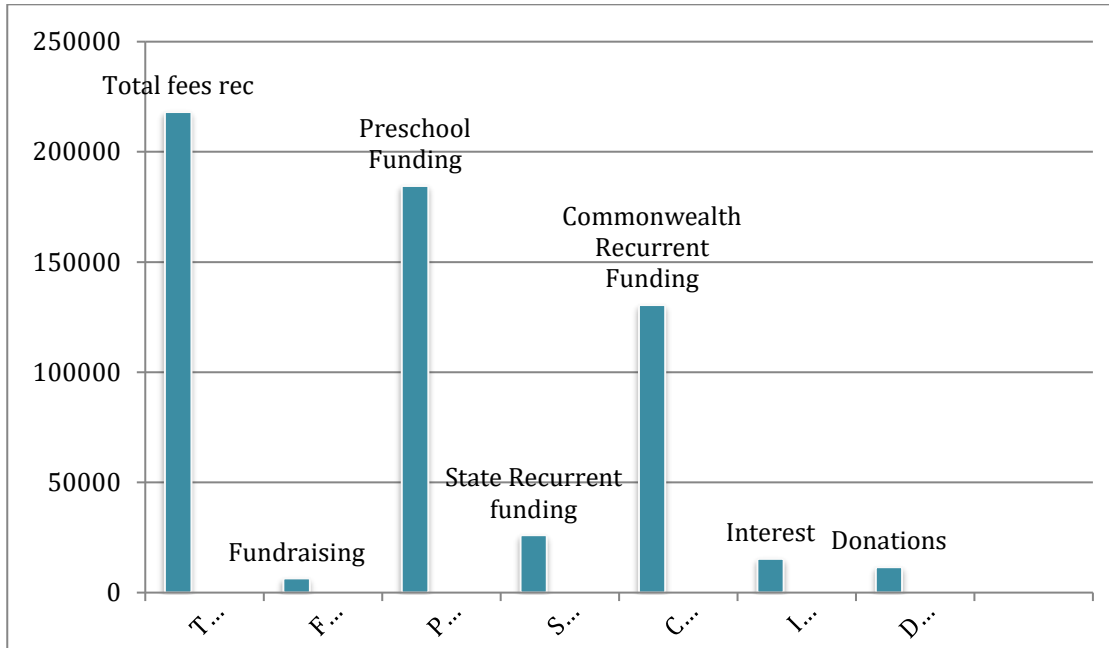 250000
200000
150000
100000
50000
0
Total fees rec
Fundraising
Preschool
Funding
State Recurrent
funding
Commonwealth
Recurrent
Funding
Interest
Donations
T...
F...
P...
S...
C...
I...
D...